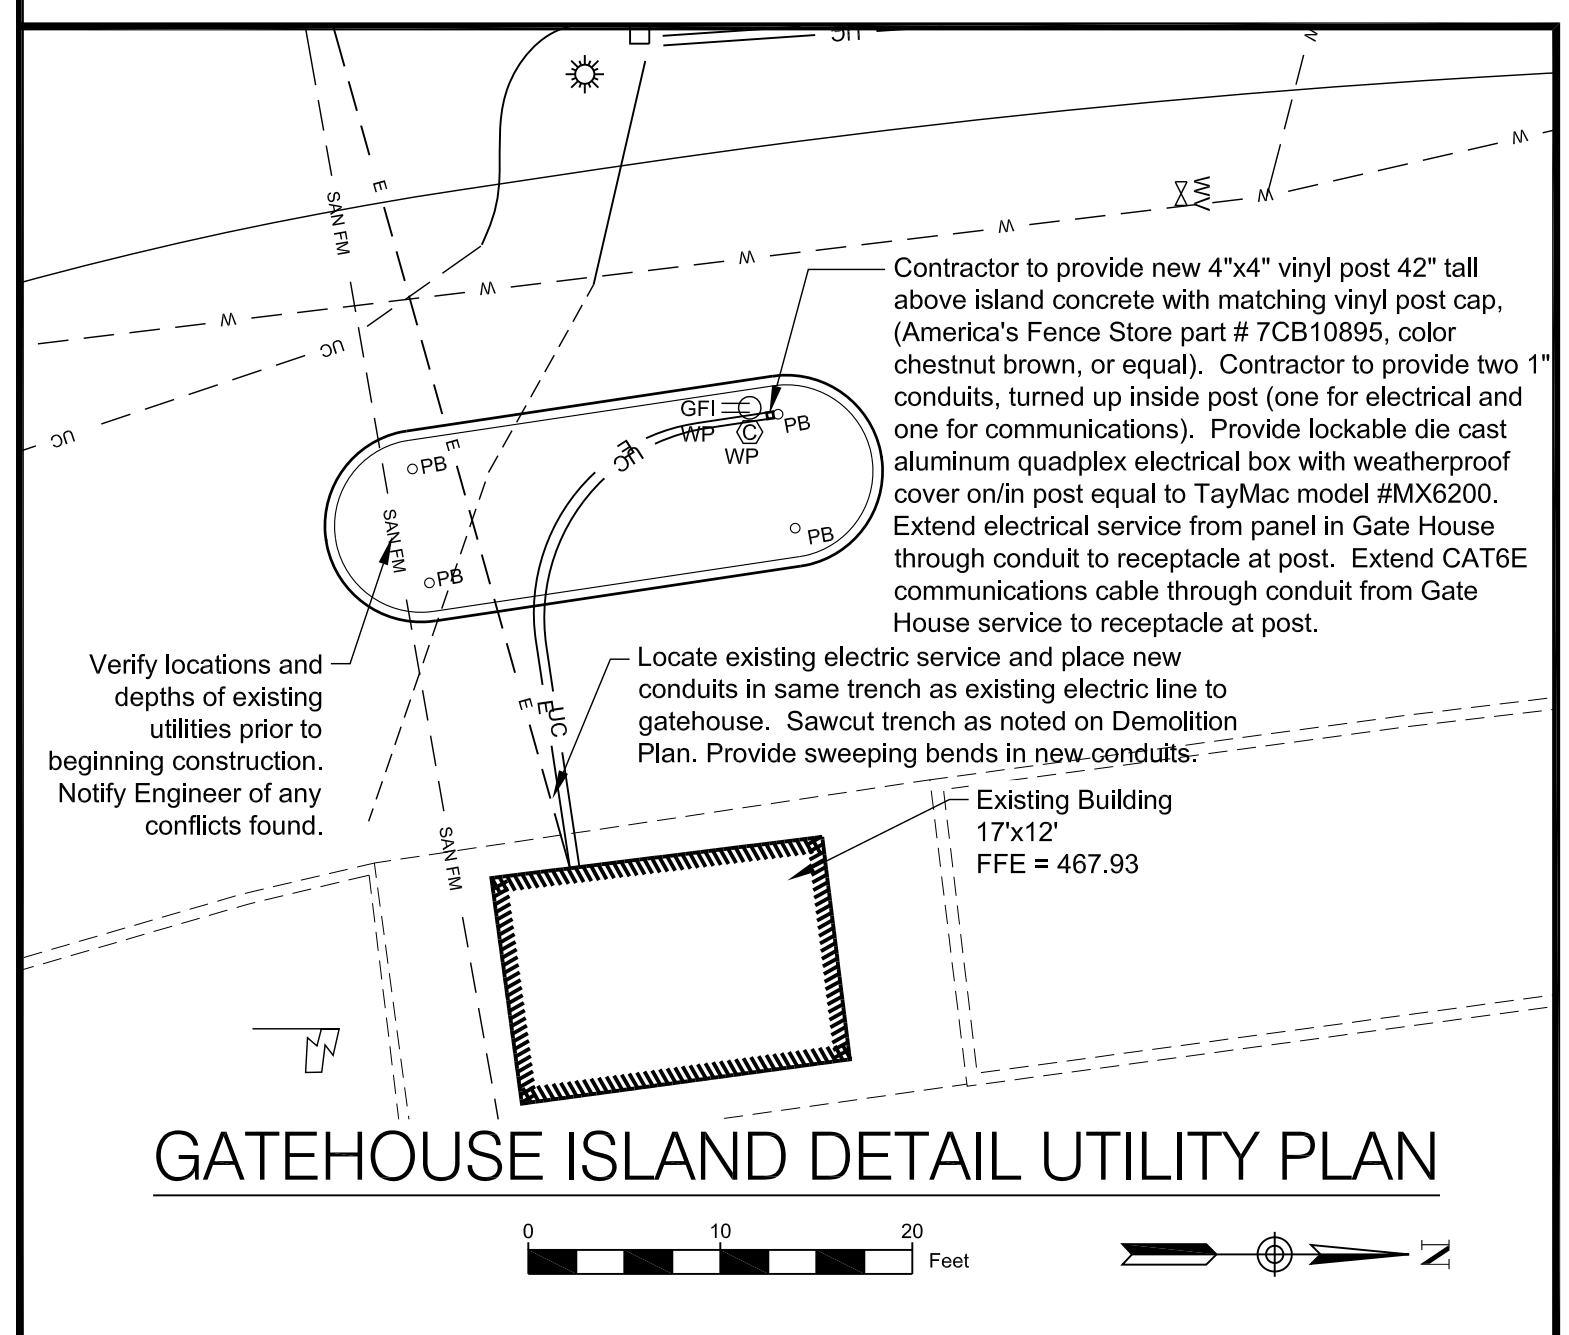 UC
W
E
SAN FM
W
W
W
W
W
W
UC
UC
Contractor to provide new 4"x4" vinyl post 42" tall
above island concrete with matching vinyl post cap,
(America's Fence Store part # 7CB10895, color
chestnut brown, or equal).  Contractor to provide two 1"
conduits, turned up inside post (one for electrical and
one for communications).  Provide lockable die cast
aluminum quadplex electrical box with weatherproof
cover on/in post equal to TayMac model #MX6200.
Extend electrical service from panel in Gate House
through conduit to receptacle at post.  Extend CAT6E
communications cable through conduit from Gate
House service to receptacle at post.
GFI
WP
C
WP
PB
E
PB
E
UC
SAN FM
PB
PB
Verify locations and
depths of existing
utilities prior to
beginning construction.
Notify Engineer of any
conflicts found.
Locate existing electric service and place new
conduits in same trench as existing electric line to
gatehouse.  Sawcut trench as noted on Demolition
Plan. Provide sweeping bends in new conduits.
E
E
UC
SAN FM
Existing Building
17'x12'
FFE = 467.93
GATEHOUSE ISLAND DETAIL UTILITY PLAN
0 10 20
Feet
N